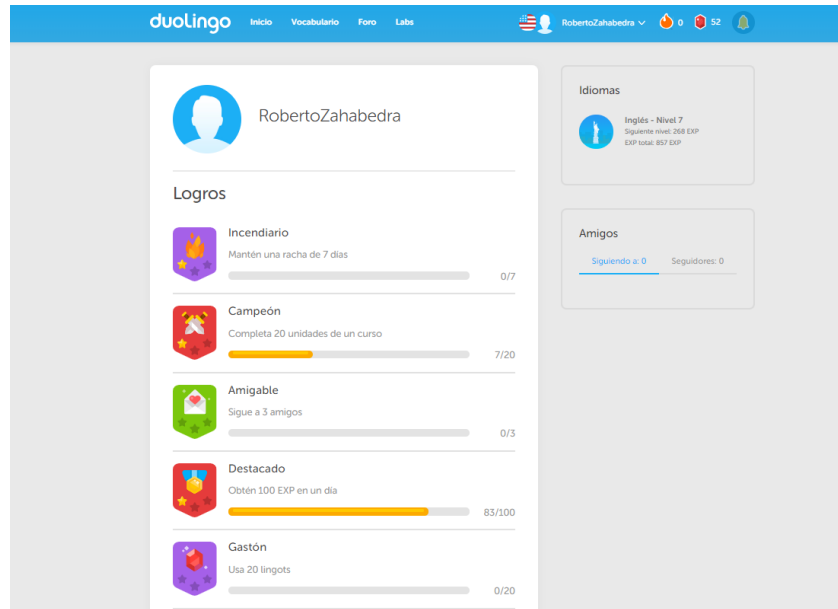 duolingo Inicio Vocabulario Foro Labs RobertoZahabedra 0 52
RobertoZahabedra
Logros
Incendiario
Mantén una racha de 7 días
0/7
Campeón
Completa 20 unidades de un curso
7/20
Amigable
Sigue a 3 amigos
0/3
Destacado
Obtén 100 EXP en un día
83/100
Gastón
Usa 20 lingots
0/20
Idiomas
Inglés - Nivel 7
Siguiente nivel: 268 EXP
EXP total: 857 EXP
Amigos
Siguiendo a: 0 Seguidores: 0